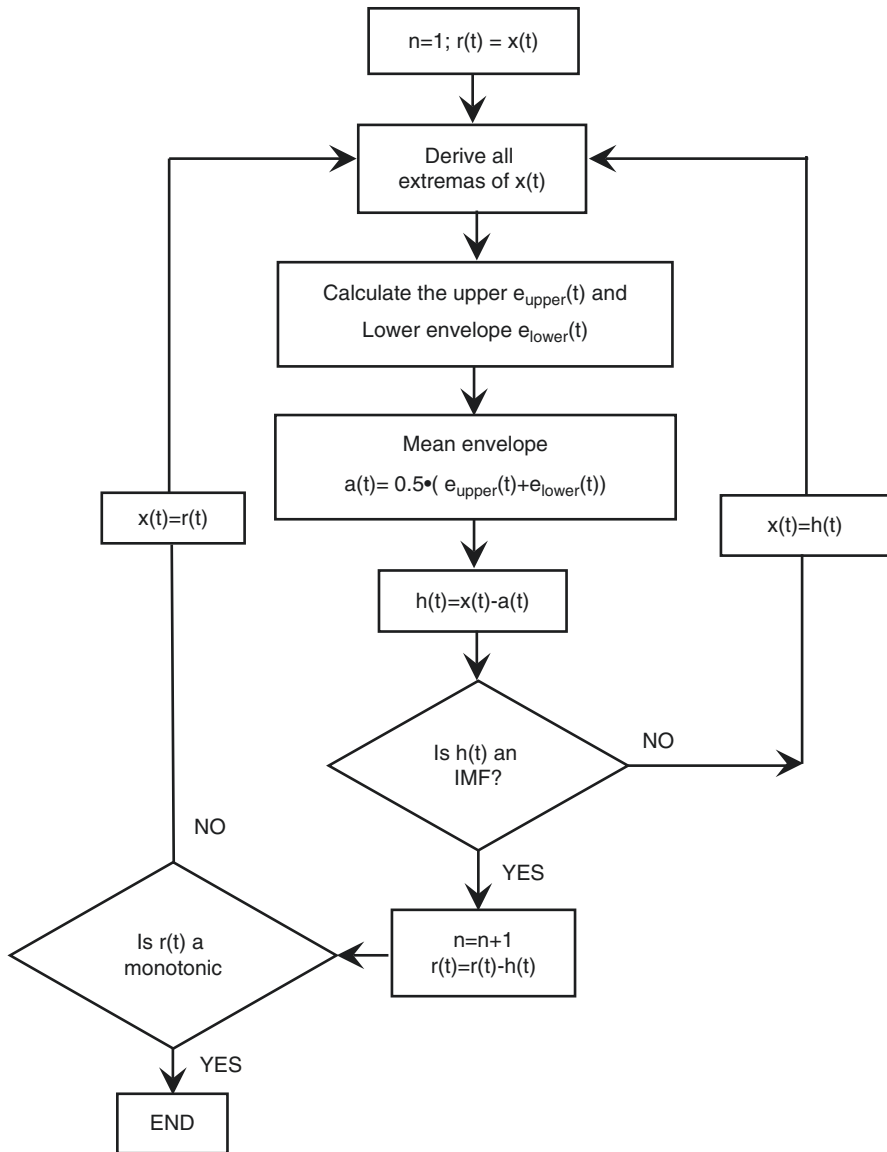 n=1; r(t) = x(t)
Derive all
extremas of x(t)
Calculate the upper e_upper(t) and
Lower envelope e_lower(t)
Mean envelope
a(t)= 0.5•( e_upper(t)+e_lower(t))
x(t)=r(t)
x(t)=h(t)
h(t)=x(t)-a(t)
Is h(t) an
IMF?
NO
NO
YES
n=n+1
r(t)=r(t)-h(t)
Is r(t) a
monotonic
YES
END